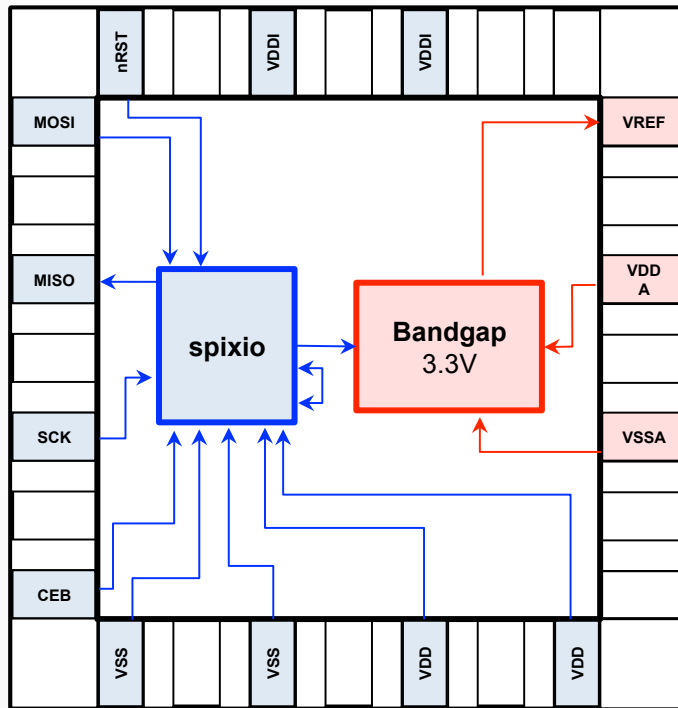 nRST
VDDI
VDDI
MOSI
VREF
MISO
VDD
A
spixio
Bandgap
3.3V
SCK
VSSA
CEB
VSS
VSS
VDD
VDD